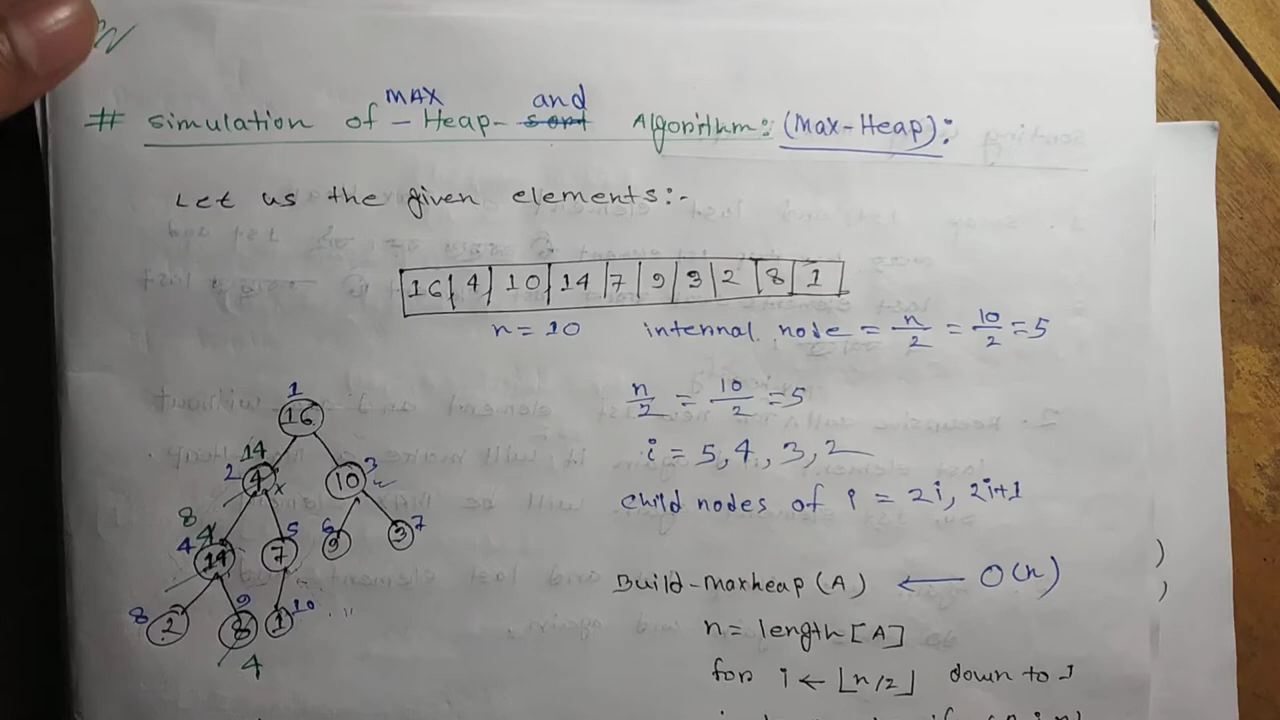 # simulation of MAX - Heap- sort and Algorithm: (Max-Heap):
Let us the given elements:-
16 4 10 14 7 9 3 2 8 1
n = 10 internal node = n/2 = 10/2 = 5
n/2 = 10/2 = 5
i = 5, 4, 3, 2
child nodes of i = 2i, 2i+1
1
16
14
2 4 x 10 3
8
4
4 14 7 5 6 9 3 7
8 2 9 8 1 10
4
Build-Maxheap (A) ← O(n)
n = length [A]
for i ← ⌊n/2⌋ down to 1